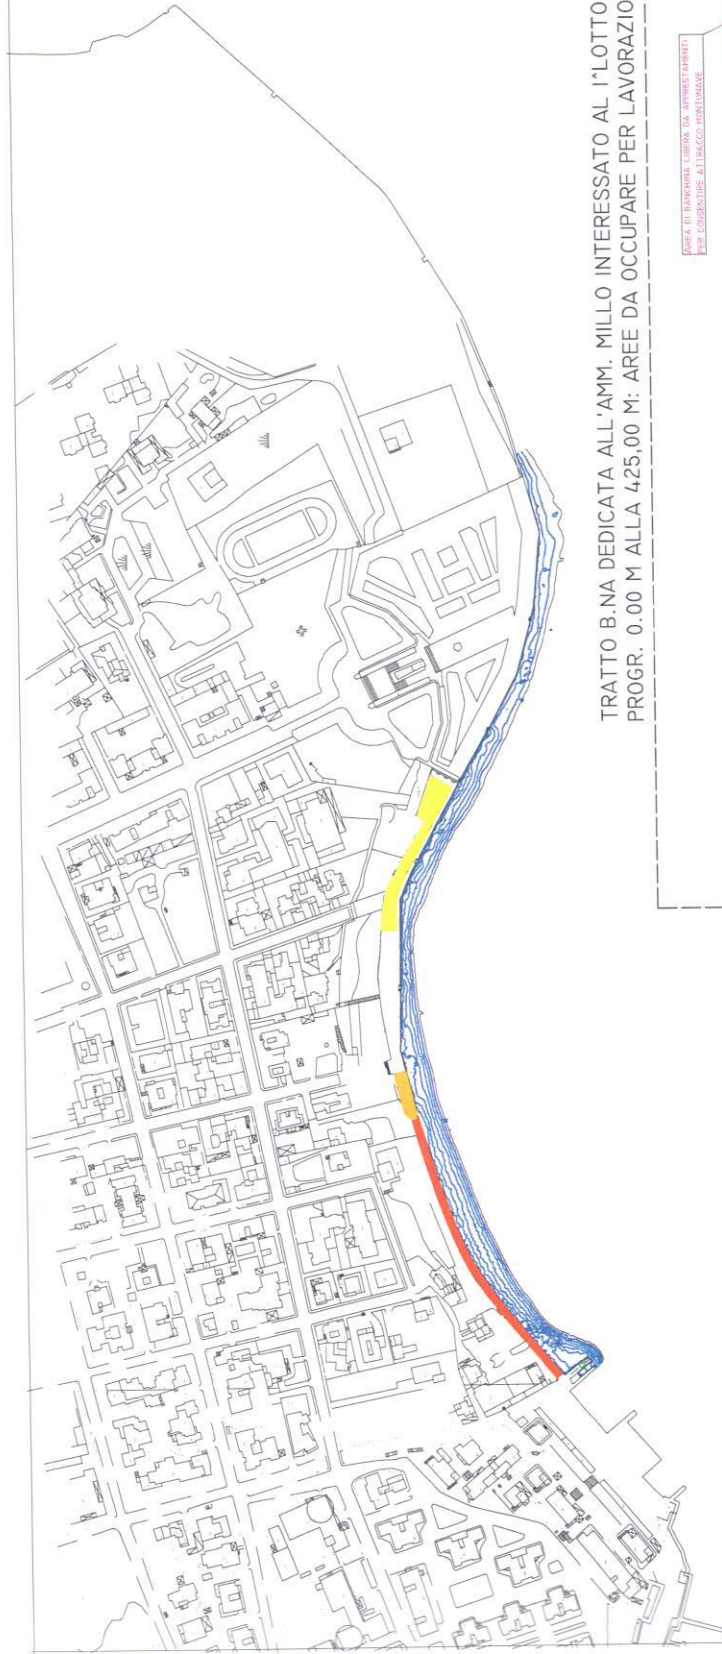 TRATTO B.NA DEDICATA ALL'AMM. MILLO INTERESSATO AL I^LOTTO
PROGR. 0.00 M ALLA 425,00 M: AREE DA OCCUPARE PER LAVORAZIO
AREA DI BANCHINA LIBERA DA APPRESTAMENTI
PER CONSENTIRE ATTRACCO MONTONAVE